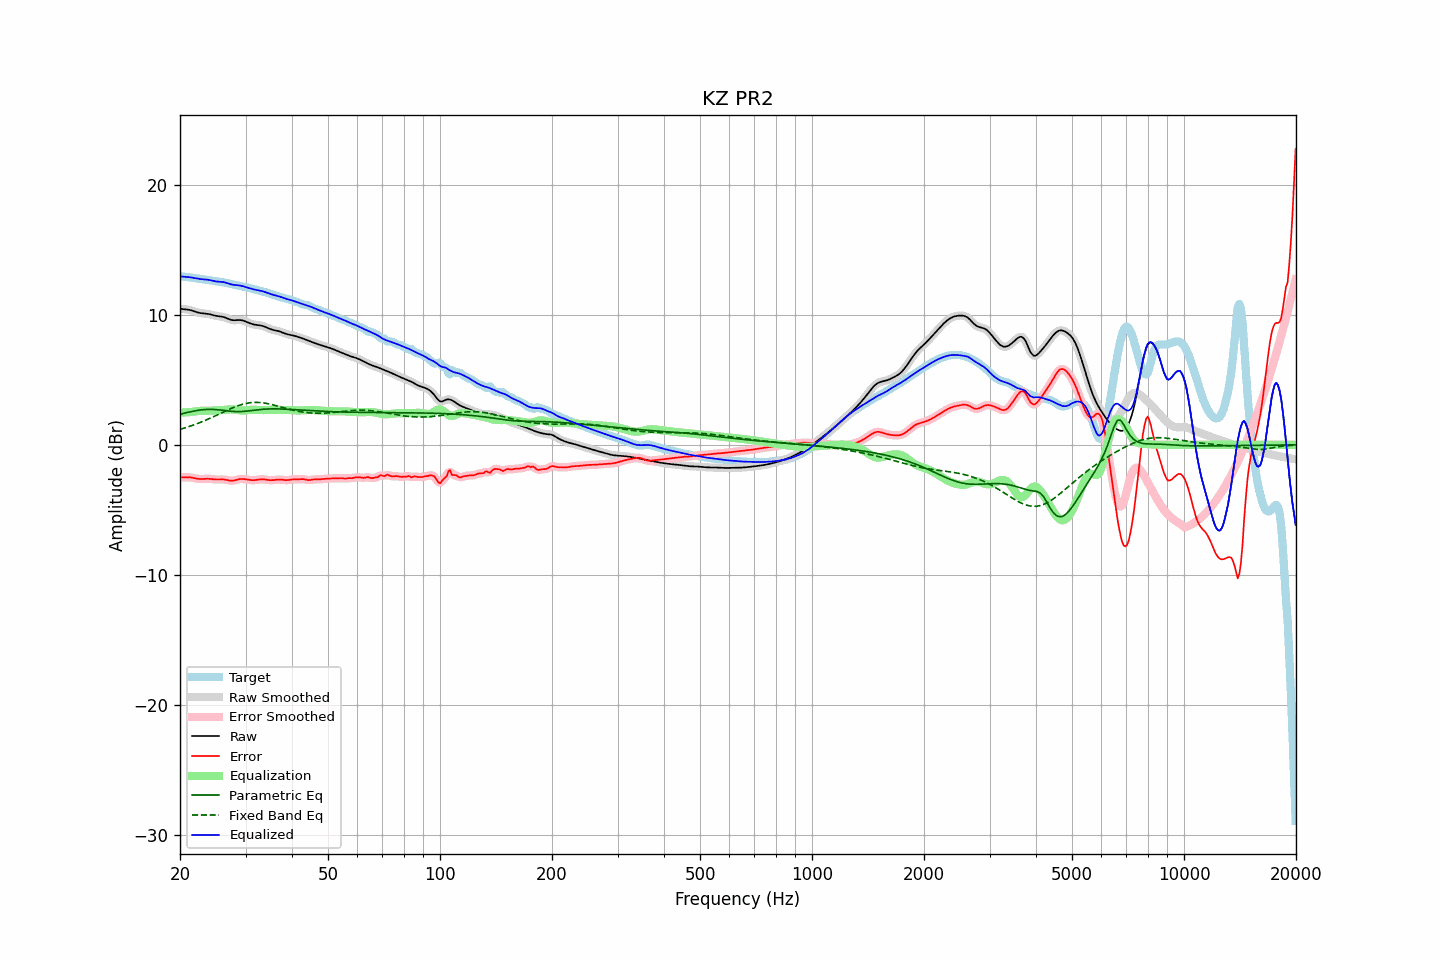 KZ PR2
Amplitude (dBr)
20
10
0
−10
−20
−30
Target
Raw Smoothed
Error Smoothed
Raw
Error
Equalization
Parametric Eq
Fixed Band Eq
Equalized
20 50 100 200 500 1000 2000 5000 10000 20000
Frequency (Hz)